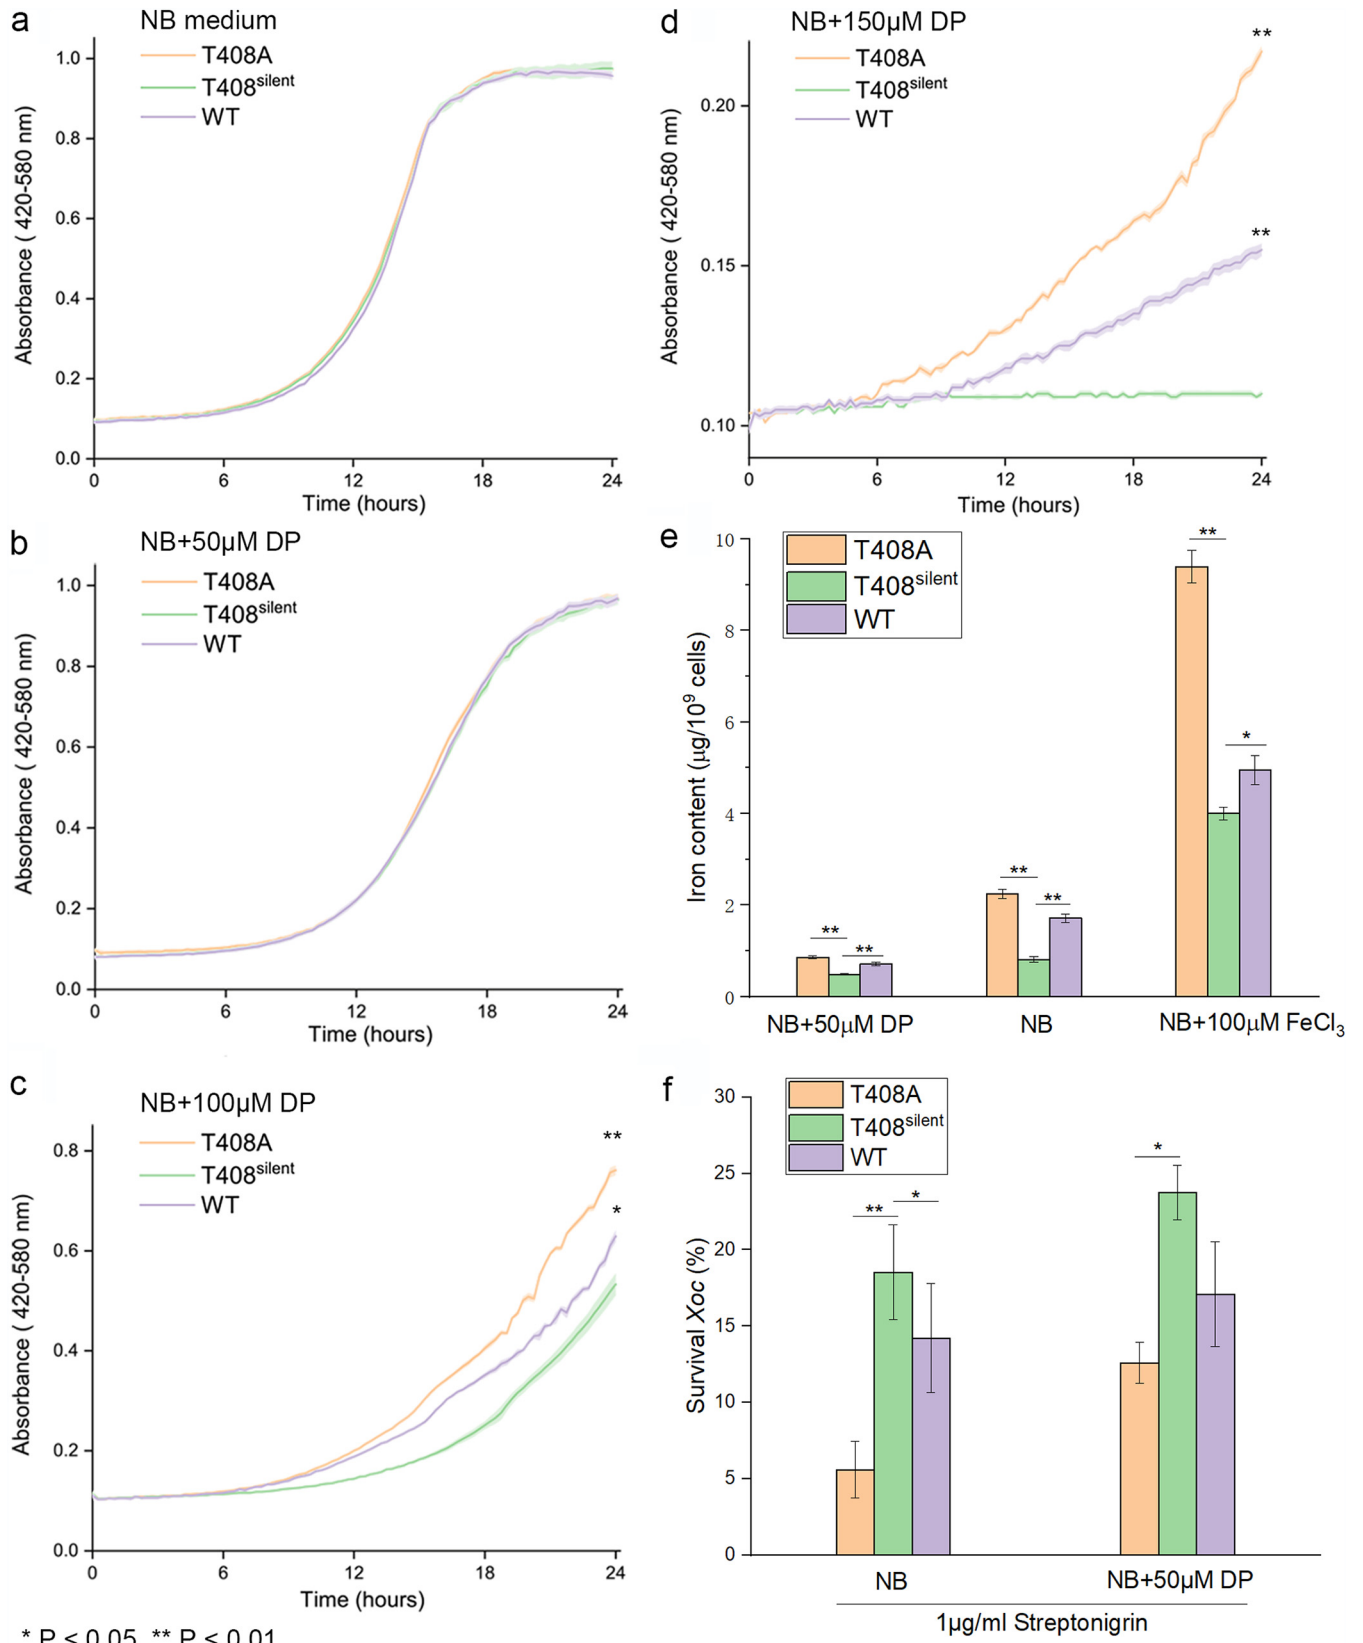 a
NB medium
T408A
T408silent
WT
1.0
0.8
0.6
0.4
0.2
0.0
Absorbance ( 420-580 nm)
0 6 12 18 24
Time (hours)
b
NB+50μM DP
T408A
T408silent
WT
1.0
0.8
0.6
0.4
0.2
0.0
Absorbance ( 420-580 nm)
0 6 12 18 24
Time (hours)
c
NB+100μM DP
T408A
T408silent
WT
**
*
0.8
0.6
0.4
0.2
0.0
Absorbance ( 420-580 nm)
0 6 12 18 24
Time (hours)
* P < 0.05, ** P < 0.01
d
NB+150μM DP
T408A
T408silent
WT
**
**
0.20
0.15
0.10
Absorbance ( 420-580 nm)
0 6 12 18 24
Time (hours)
e
T408A
T408silent
WT
10
8
6
4
2
0
Iron content (μg/10⁹ cells)
** *
** **
** **
NB+50μM DP NB NB+100μM FeCl₃
f
T408A
T408silent
WT
30
25
20
15
10
5
0
Survival Xoc (%)
** * *
NB NB+50μM DP
1μg/ml Streptonigrin